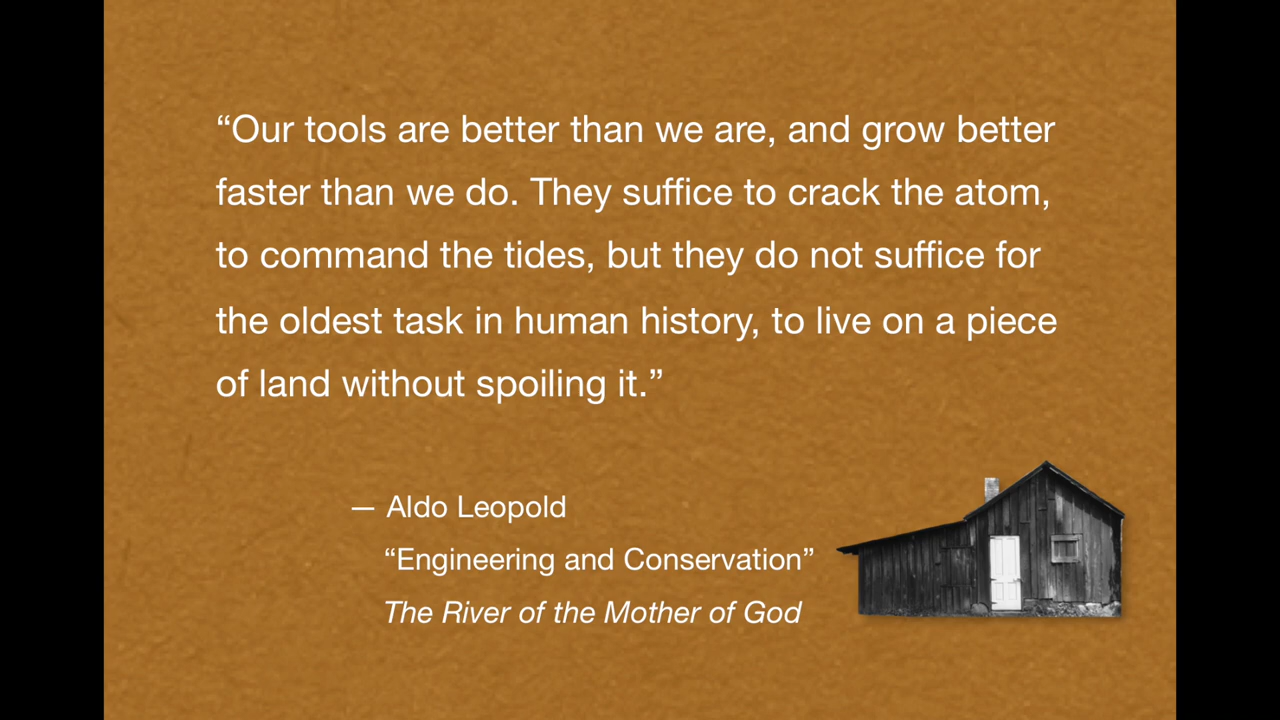 “Our tools are better than we are, and grow better
faster than we do. They suffice to crack the atom,
to command the tides, but they do not suffice for
the oldest task in human history, to live on a piece
of land without spoiling it.”
— Aldo Leopold
“Engineering and Conservation”
The River of the Mother of God